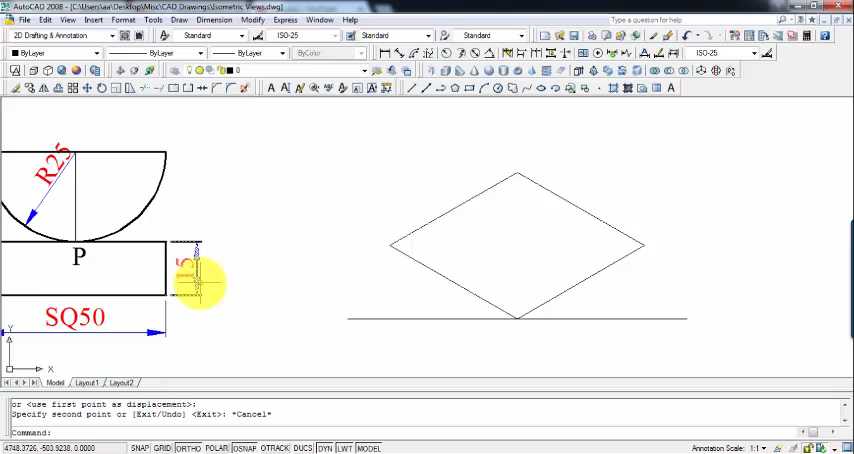 AutoCAD 2008 - [C:\Users\aa\Desktop\Misc\CAD Drawings\Isometric Views.dwg]
File Edit View Insert Format Tools Draw Dimension Modify Express Window Help
Type a question for help
2D Drafting & Annotation Standard ISO-25 Standard Standard
ByLayer ByLayer ByLayer ByColor ISO-25
0
R25
P
15
SQ50
Y
X
Model Layout1 Layout2
or <use first point as displacement>:
Specify second point or [Exit/Undo] <Exit>: *Cancel*
Command:
4748.3726, -503.9238, 0.0000 SNAP GRID ORTHO POLAR OSNAP OTRACK DUCS DYN LWT MODEL Annotation Scale: 1:1